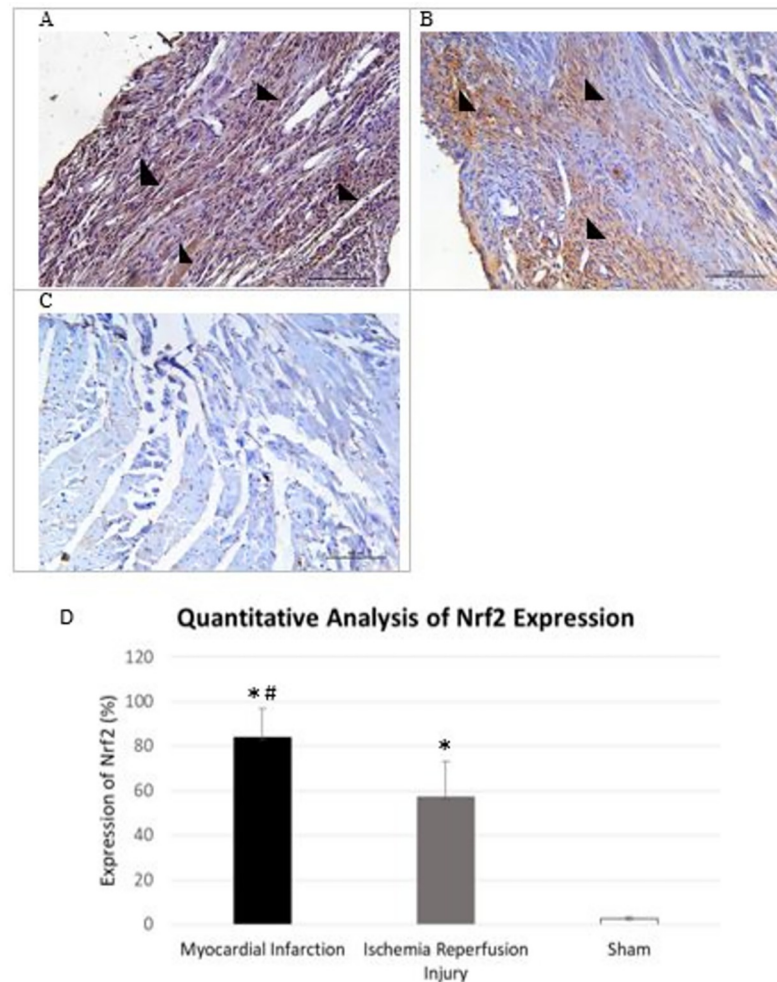 A
B
C
D
Quantitative Analysis of Nrf2 Expression
Expression of Nrf2 (%)
120
100
80
60
40
20
0
*#
*
Myocardial Infarction
Ischemia Reperfusion
Injury
Sham